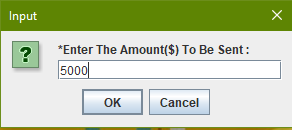 Input
*Enter The Amount($) To Be Sent :
5000
OK Cancel